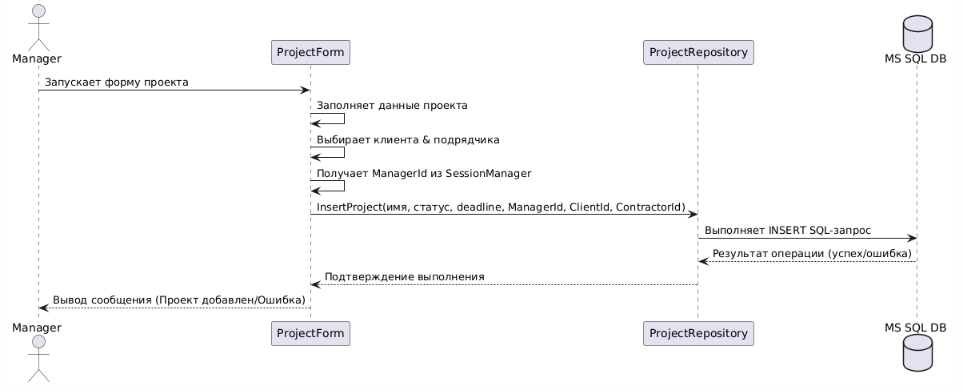 Manager
ProjectForm
ProjectRepository
MS SQL DB
Запускает форму проекта
Заполняет данные проекта
Выбирает клиента & подрядчика
Получает ManagerId из SessionManager
InsertProject(имя, статус, deadline, ManagerId, ClientId, ContractorId)
Выполняет INSERT SQL-запрос
Результат операции (успех/ошибка)
Подтверждение выполнения
Вывод сообщения (Проект добавлен/Ошибка)
Manager
ProjectForm
ProjectRepository
MS SQL DB